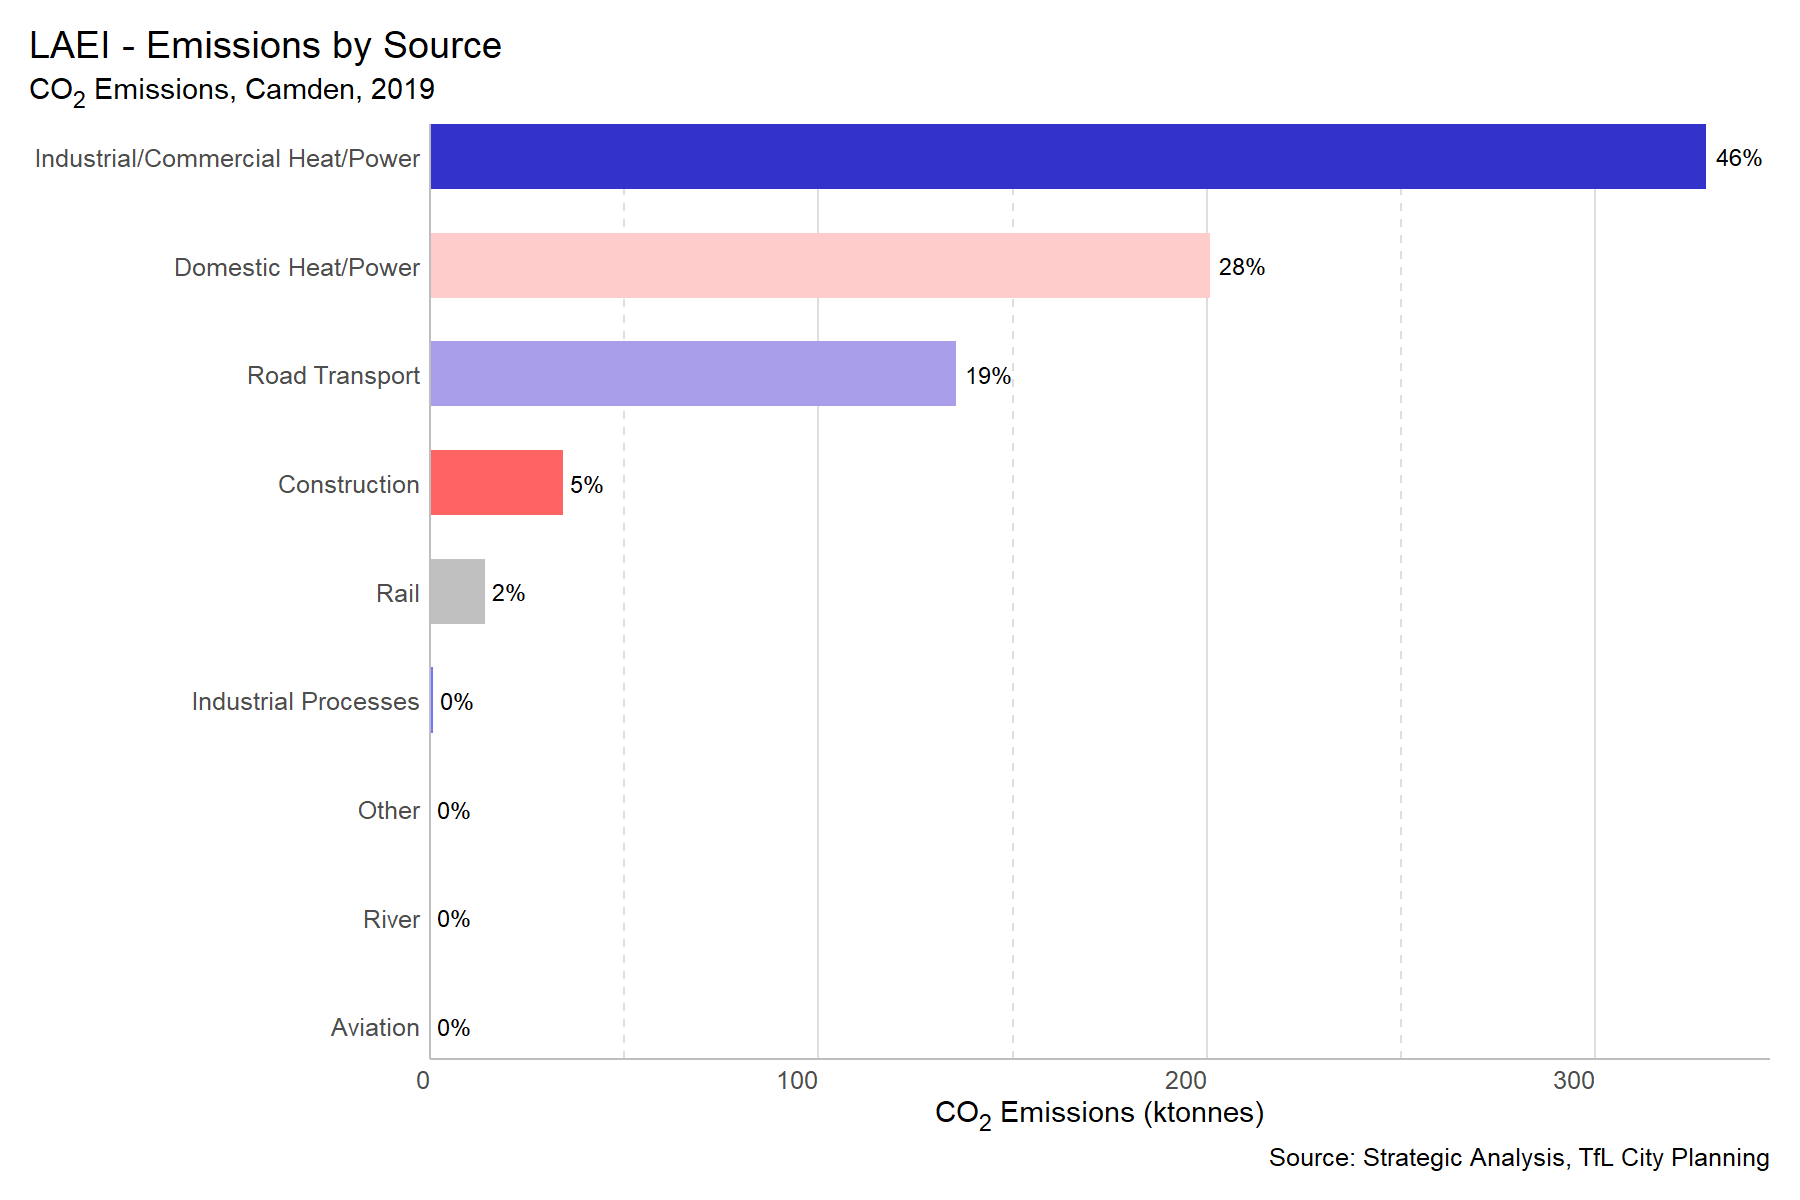 LAEI - Emissions by Source
CO₂ Emissions, Camden, 2019
Industrial/Commercial Heat/Power 46%
Domestic Heat/Power 28%
Road Transport 19%
Construction 5%
Rail 2%
Industrial Processes 0%
Other 0%
River 0%
Aviation 0%
0 100 200 300
CO₂ Emissions (ktonnes)
Source: Strategic Analysis, TfL City Planning